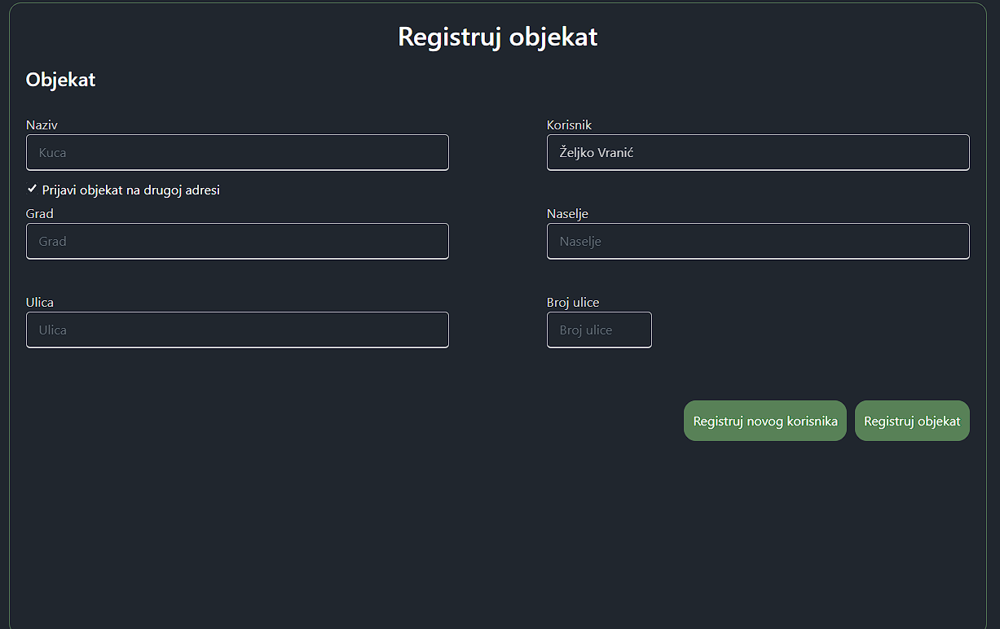 Registruj objekat
Objekat
Naziv
Korisnik
Kuca
Željko Vranić
Prijavi objekat na drugoj adresi
Grad
Naselje
Grad
Naselje
Ulica
Broj ulice
Ulica
Broj ulice
Registruj novog korisnika
Registruj objekat